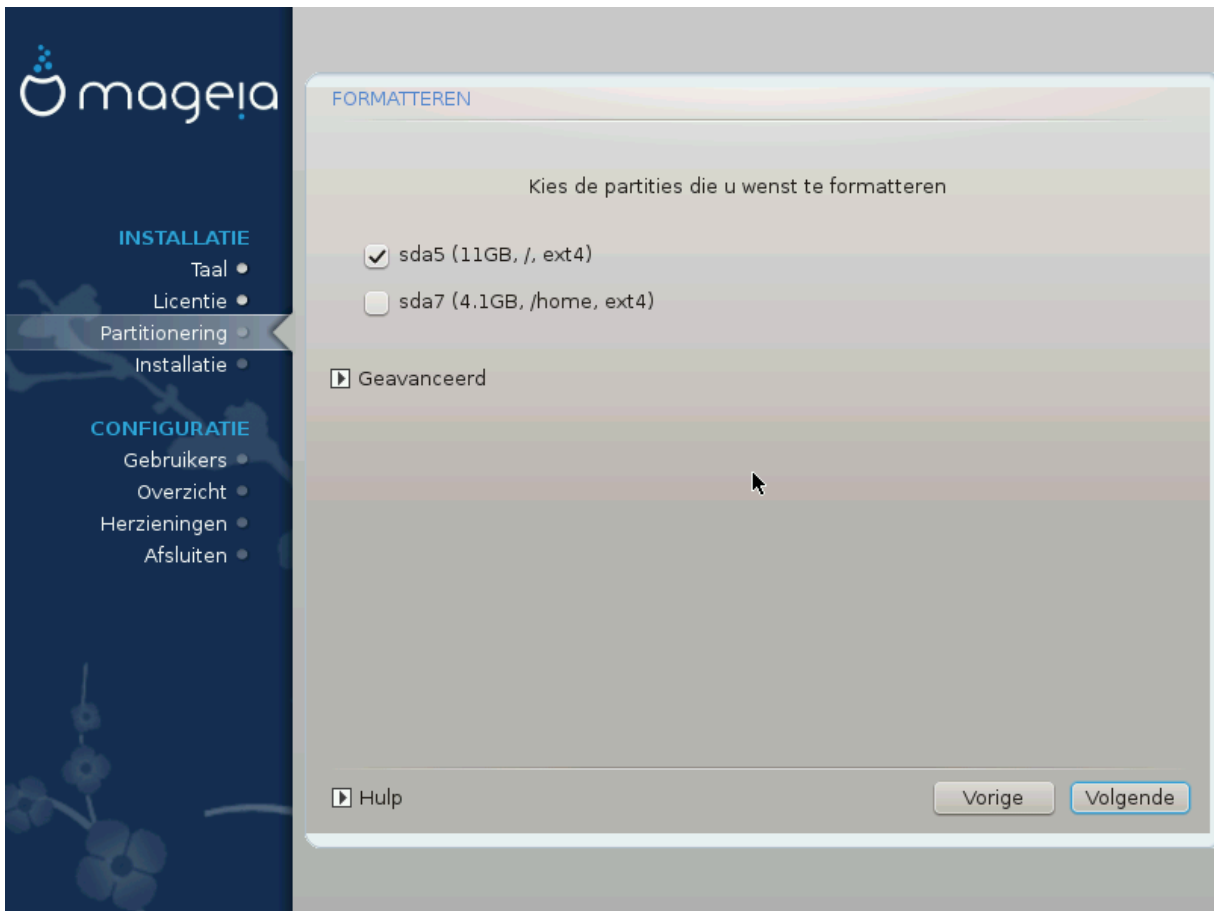 mageia
INSTALLATIE
Taal
Licentie
Partitionering
Installatie
CONFIGURATIE
Gebruikers
Overzicht
Herzieningen
Afsluiten
FORMATTEREN
Kies de partities die u wenst te formatteren
sda5 (11GB, /, ext4)
sda7 (4.1GB, /home, ext4)
Geavanceerd
Hulp
Vorige
Volgende